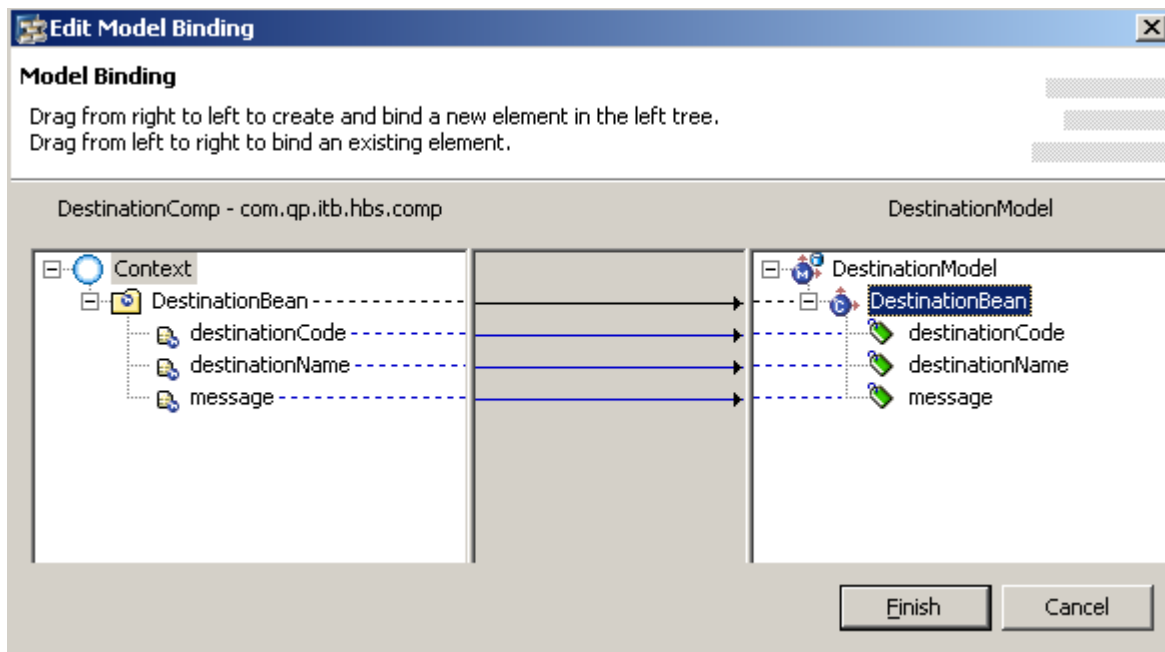 Edit Model Binding
Model Binding
Drag from right to left to create and bind a new element in the left tree.
Drag from left to right to bind an existing element.
DestinationComp - com.qp.itb.hbs.comp
DestinationModel
Context
DestinationBean
destinationCode
destinationName
message
DestinationModel
DestinationBean
destinationCode
destinationName
message
Finish
Cancel